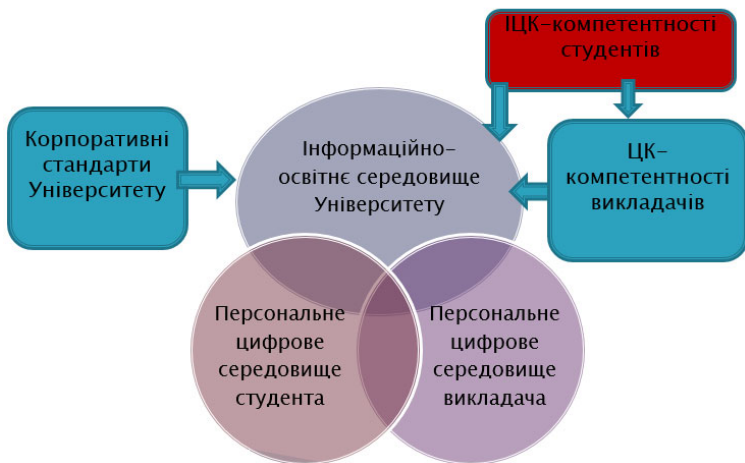 ІЦК-компетентності
студентів
Корпоративні
стандарти
Університету
Інформаційно-
освітнє середовище
Університету
ЦК-
компетентності
викладачів
Персональне
цифрове
середовище
студента
Персональне
цифрове
середовище
викладача